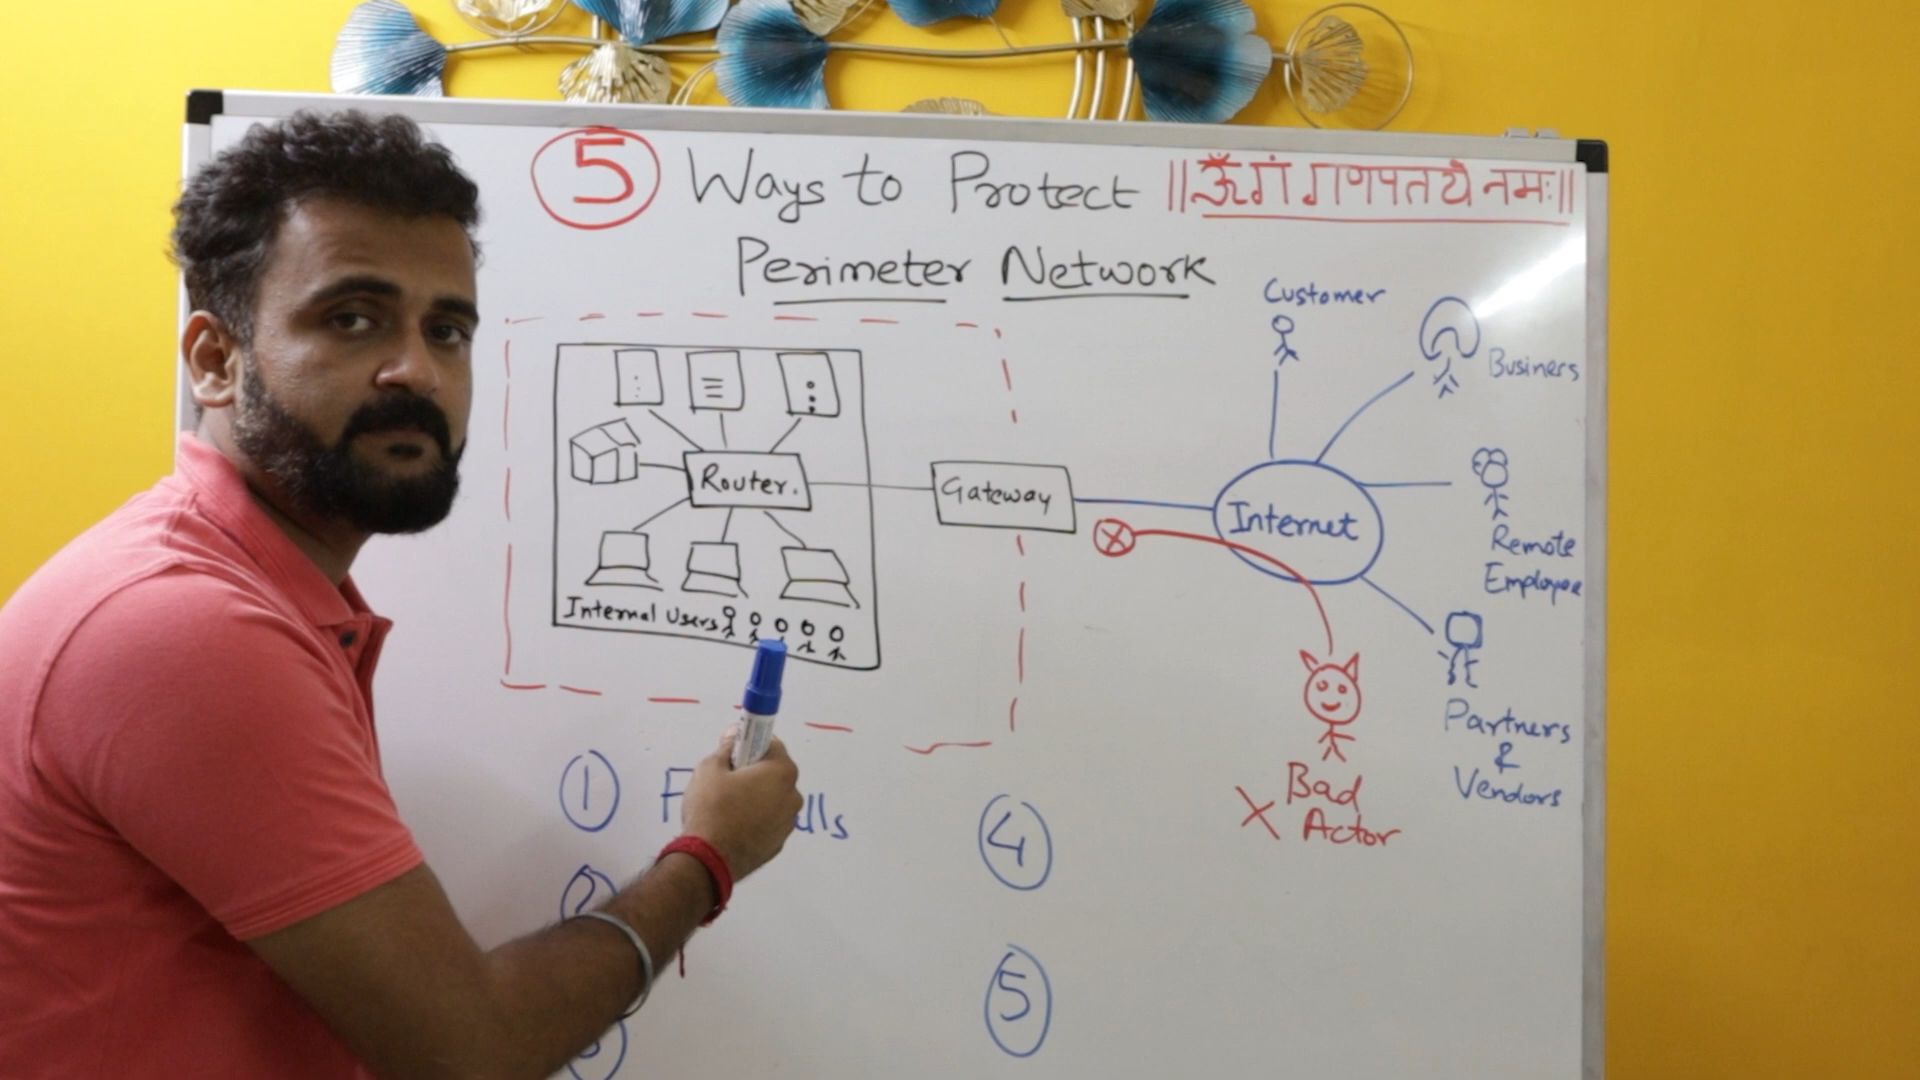 5 Ways to Protect ||ॐ गं गणपतये नमः||
Perimeter Network
Customer
Business
Router.
Gateway
Internet
Remote
Employee
Internal Users
Partners
&
Vendors
Bad
X Actor
1
4
2
5